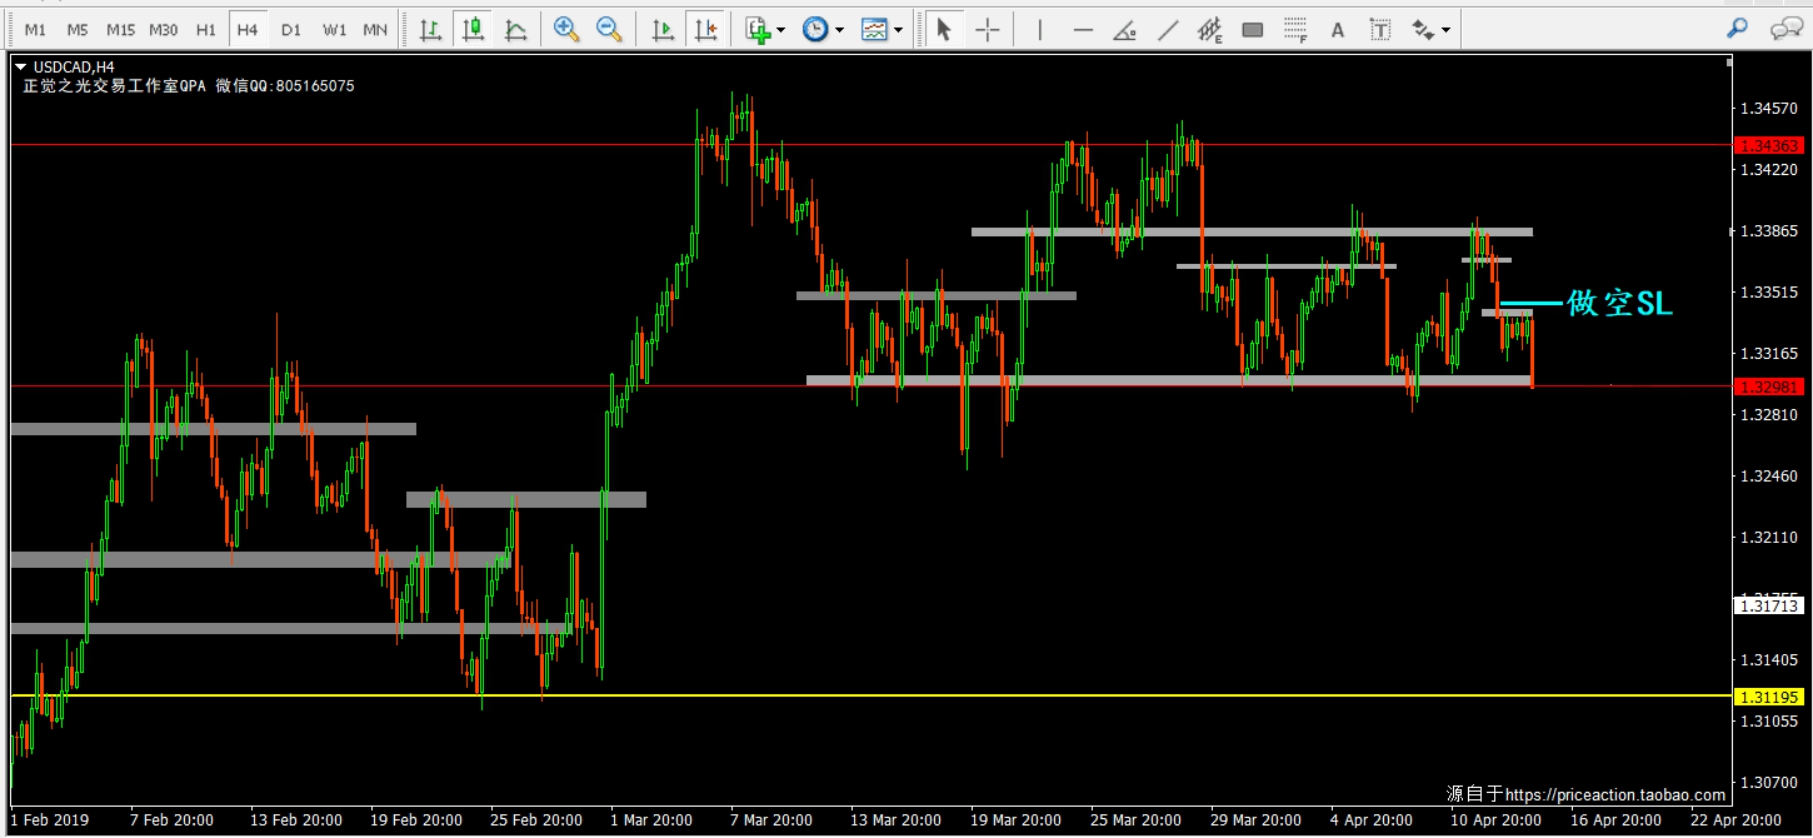 M1 M5 M15 M30 H1 H4 D1 W1 MN E F A T
USDCAD,H4
正觉之光交易工作室QPA 微信QQ:805165075
1.34570
1.34363
1.34220
1.33865
1.33515
做空SL
1.33165
1.32981
1.32810
1.32460
1.32110
1.31713
1.31405
1.31195
1.31055
1.30700
源自于https://priceaction.taobao.com
1 Feb 2019 7 Feb 20:00 13 Feb 20:00 19 Feb 20:00 25 Feb 20:00 1 Mar 20:00 7 Mar 20:00 13 Mar 20:00 19 Mar 20:00 25 Mar 20:00 29 Mar 20:00 4 Apr 20:00 10 Apr 20:00 16 Apr 20:00 22 Apr 20:00